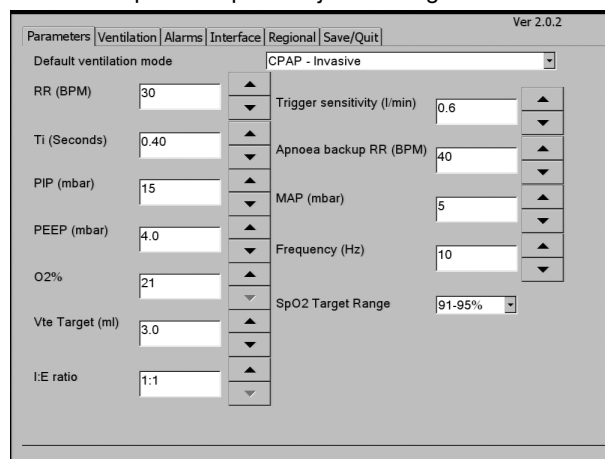 Ver 2.0.2
Parameters Ventilation Alarms Interface Regional Save/Quit
Default ventilation mode CPAP - Invasive
RR (BPM) 30
Ti (Seconds) 0.40
PIP (mbar) 15
PEEP (mbar) 4.0
O2% 21
Vte Target (ml) 3.0
I:E ratio 1:1
Trigger sensitivity (l/min) 0.6
Apnoea backup RR (BPM) 40
MAP (mbar) 5
Frequency (Hz) 10
SpO2 Target Range 91-95%